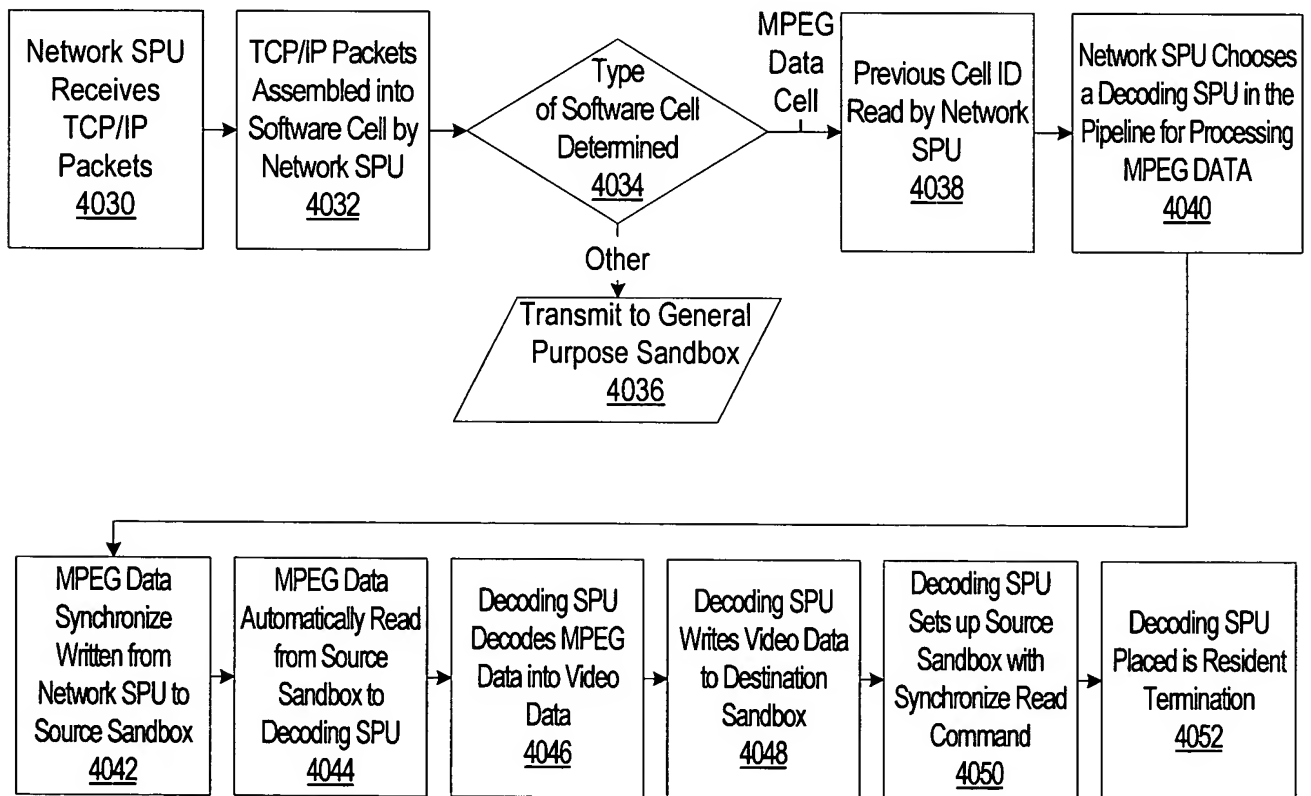 Network SPU
Receives
TCP/IP
Packets
4030
TCP/IP Packets
Assembled into
Software Cell by
Network SPU
4032
Type
of Software Cell
Determined
4034
MPEG
Data
Cell
Previous Cell ID
Read by Network
SPU
4038
Network SPU Chooses
a Decoding SPU in the
Pipeline for Processing
MPEG DATA
4040
Other
Transmit to General
Purpose Sandbox
4036
MPEG Data
Synchronize
Written from
Network SPU to
Source Sandbox
4042
MPEG Data
Automatically Read
from Source
Sandbox to
Decoding SPU
4044
Decoding SPU
Decodes MPEG
Data into Video
Data
4046
Decoding SPU
Writes Video Data
to Destination
Sandbox
4048
Decoding SPU
Sets up Source
Sandbox with
Synchronize Read
Command
4050
Decoding SPU
Placed is Resident
Termination
4052